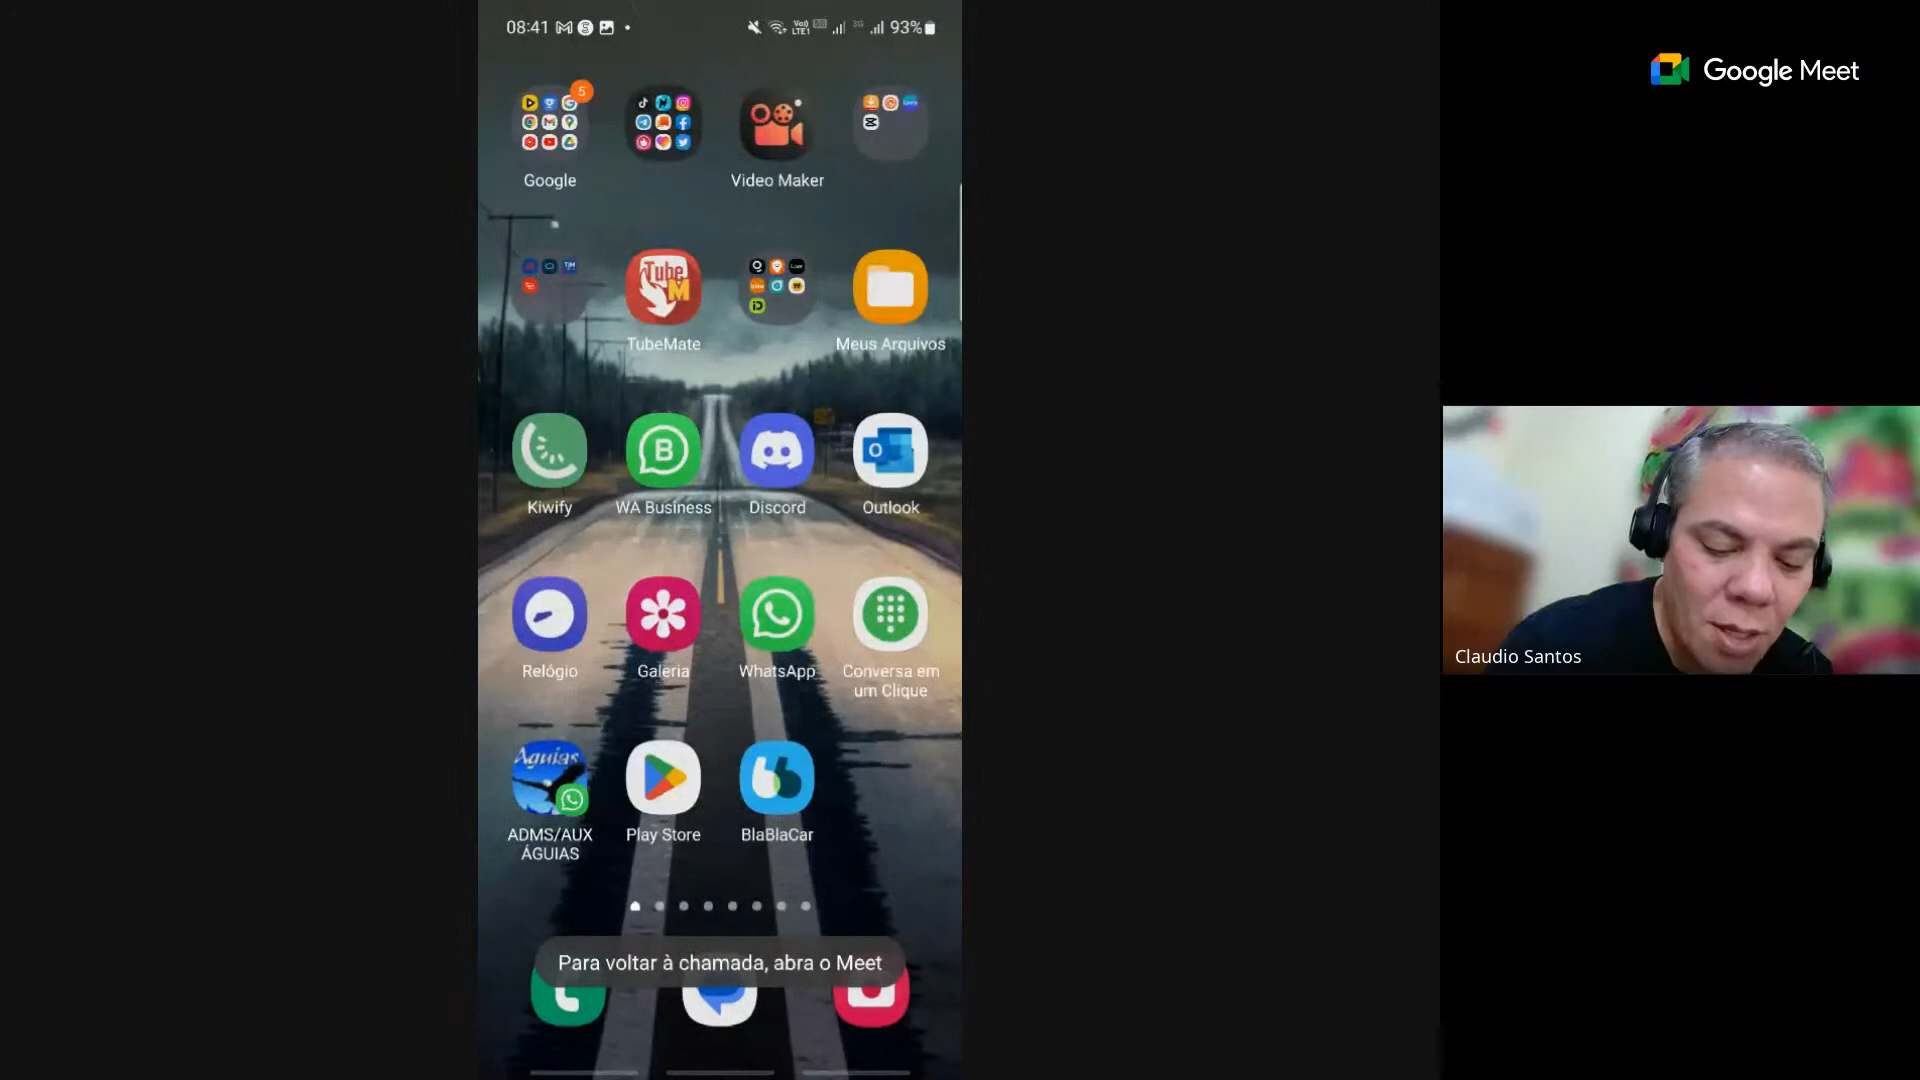 08:41
93%
Google Meet
5
Google
Video Maker
TubeMate
Meus Arquivos
Kiwify
WA Business
Discord
Outlook
Relógio
Galeria
WhatsApp
Conversa em
um Clique
Aguias
ADMS/AUX
ÁGUIAS
Play Store
BlaBlaCar
Para voltar à chamada, abra o Meet
Claudio Santos